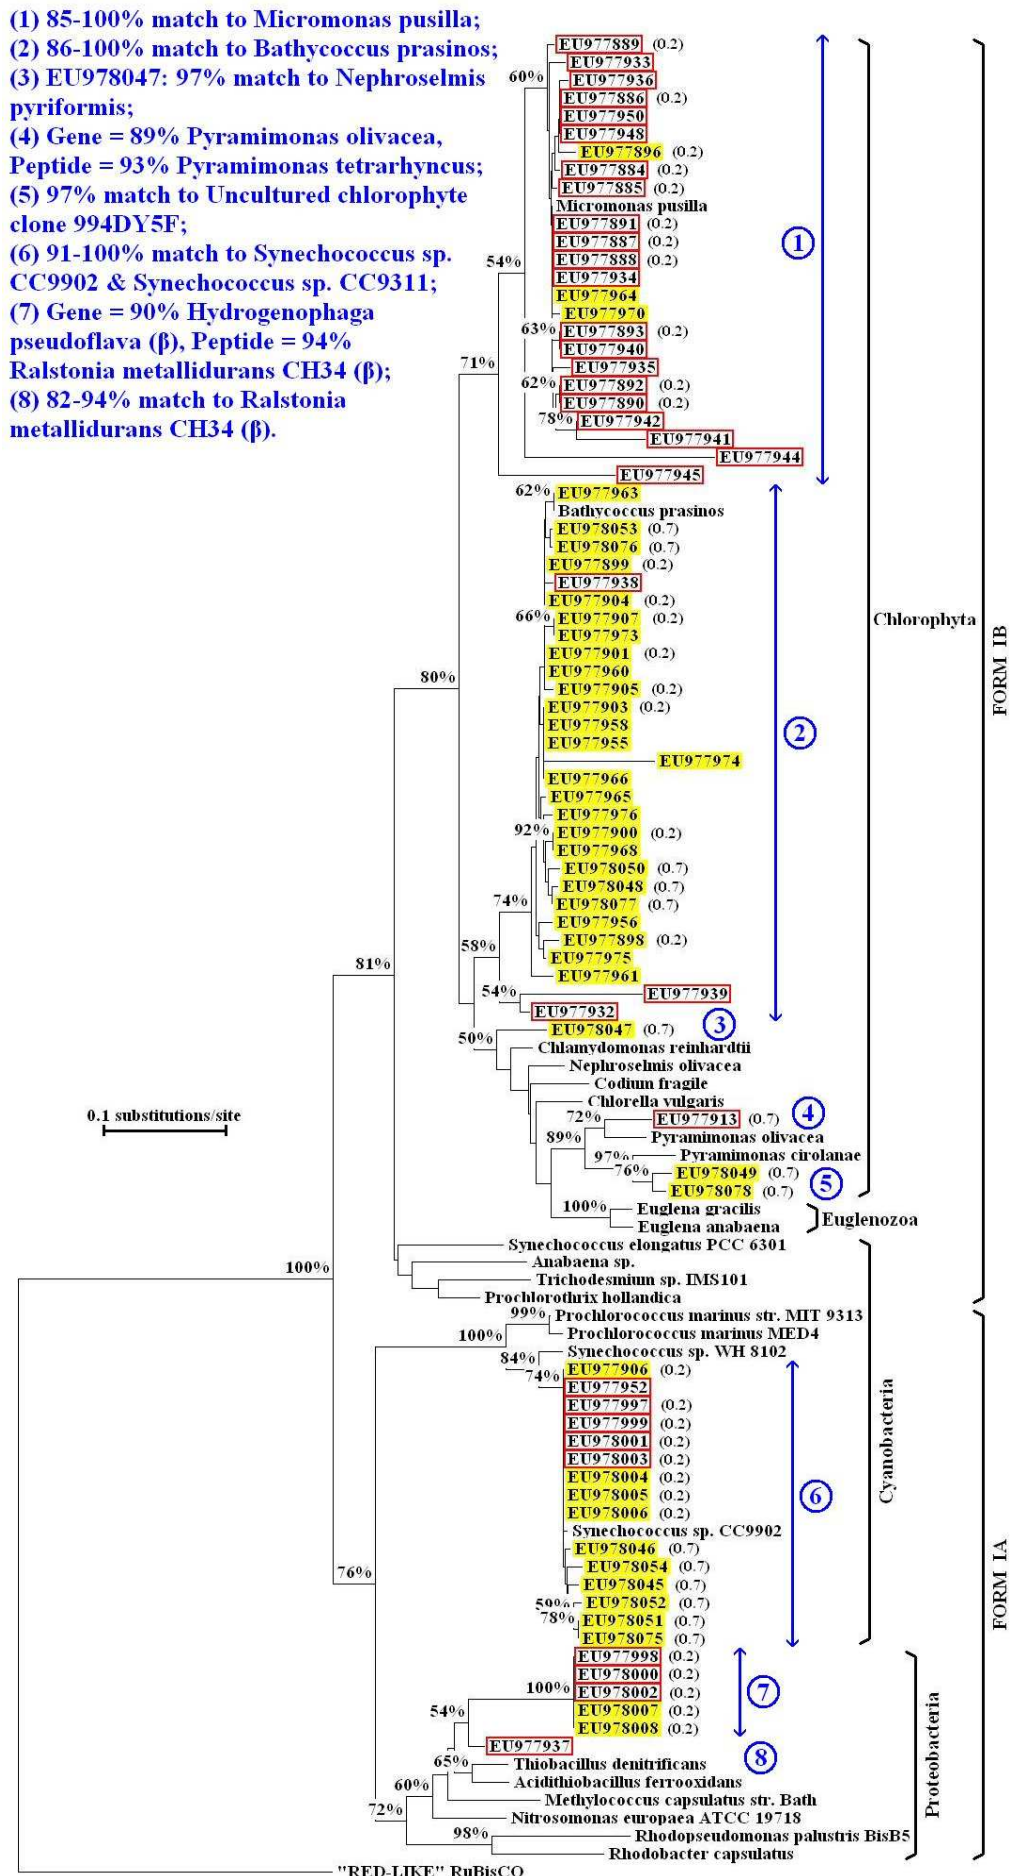 (1) 85-100% match to Micromonas pusilla;
(2) 86-100% match to Bathycoccus prasinos;
(3) EU978047: 97% match to Nephroselmis
pyriformis;
(4) Gene = 89% Pyramimonas olivacea,
Peptide = 93% Pyramimonas tetrarhyncus;
(5) 97% match to Uncultured chlorophyte
clone 994DY5F;
(6) 91-100% match to Synechococcus sp.
CC9902 & Synechococcus sp. CC9311;
(7) Gene = 90% Hydrogenophaga
pseudoflava (β), Peptide = 94%
Ralstonia metallidurans CH34 (β);
(8) 82-94% match to Ralstonia
metallidurans CH34 (β).
EU977889 (0.2)
EU977933
60%
EU977936
EU977886 (0.2)
EU977950
EU977948
EU977896 (0.2)
EU977884 (0.2)
EU977885 (0.2)
Micromonas pusilla
EU977891 (0.2)
EU977887 (0.2)
1
54%
EU977888 (0.2)
EU977934
EU977964
EU977970
63%
EU977893 (0.2)
EU977940
71%
EU977935
62%
EU977892 (0.2)
EU977890 (0.2)
78%
EU977942
EU977941
EU977944
EU977945
62%
EU977963
Bathycoccus prasinos
EU978053 (0.7)
EU978076 (0.7)
EU977899 (0.2)
EU977938
EU977904 (0.2)
66%
EU977907 (0.2)
Chlorophyta
EU977973
EU977901 (0.2)
FORM IB
EU977960
80%
EU977905 (0.2)
EU977903 (0.2)
EU977958
2
EU977955
EU977974
EU977966
EU977965
EU977976
92%
EU977900 (0.2)
EU977968
EU978050 (0.7)
EU978048 (0.7)
74%
EU978077 (0.7)
EU977956
EU977898 (0.2)
58%
EU977975
81%
EU977961
54%
EU977939
EU977932
3
EU978047 (0.7)
50%
Chlamydomonas reinhardtii
Nephroselmis olivacea
Codium fragile
Chlorella vulgaris
0.1 substitutions/site
72%
EU977913 (0.7)
4
Pyramimonas olivacea
89%
97%
Pyramimonas cirolanae
76%
EU978049 (0.7)
5
EU978078 (0.7)
100%
Euglena gracilis
Euglenozoa
Euglena anabaena
Synechococcus elongatus PCC 6301
Anabaena sp.
100%
Trichodesmium sp. IMS101
Prochlorothrix hollandica
99%
Prochlorococcus marinus str. MIT 9313
100%
Prochlorococcus marinus MED4
84%
Synechococcus sp. WH 8102
74%
EU977906 (0.2)
EU977952
EU977997 (0.2)
EU977999 (0.2)
Cyanobacteria
EU978001 (0.2)
EU978003 (0.2)
EU978004 (0.2)
EU978005 (0.2)
6
EU978006 (0.2)
Synechococcus sp. CC9902
EU978046 (0.7)
EU978054 (0.7)
FORM IA
76%
EU978045 (0.7)
59%
EU978052 (0.7)
78%
EU978051 (0.7)
EU978075 (0.7)
EU977998 (0.2)
EU978000 (0.2)
100%
EU978002 (0.2)
7
EU978007 (0.2)
54%
EU978008 (0.2)
EU977937
8
Proteobacteria
65%
Thiobacillus denitrificans
60%
Acidithiobacillus ferrooxidans
Methylococcus capsulatus str. Bath
72%
Nitrosomonas europaea ATCC 19718
98%
Rhodopseudomonas palustris BisB5
Rhodobacter capsulatus
"RED-LIKE" RuBisCO